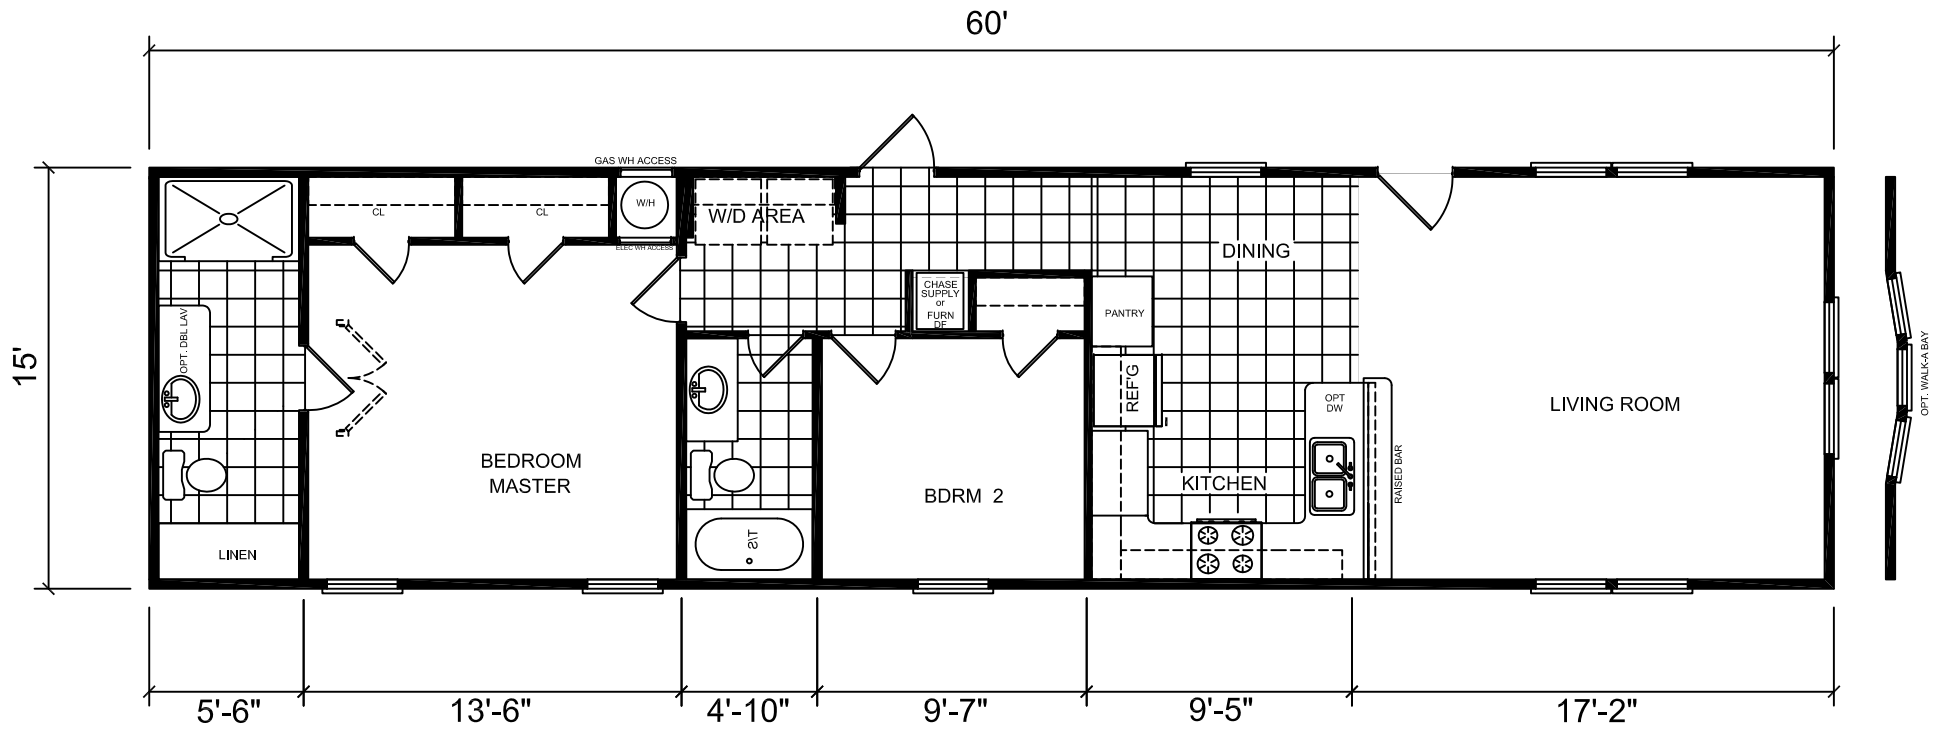 60'
15'
GAS WH ACCESS
CL
CL
W/H
ELEC WH ACCESS
W/D AREA
DINING
CHASE
SUPPLY
or
FURN
DF
PANTRY
OPT. DBL LAV
REF'G
OPT
DW
LIVING ROOM
OPT. WALK-A BAY
BEDROOM
MASTER
BDRM 2
KITCHEN
RAISED BAR
LINEN
T/S
5'-6"
13'-6"
4'-10"
9'-7"
9'-5"
17'-2"